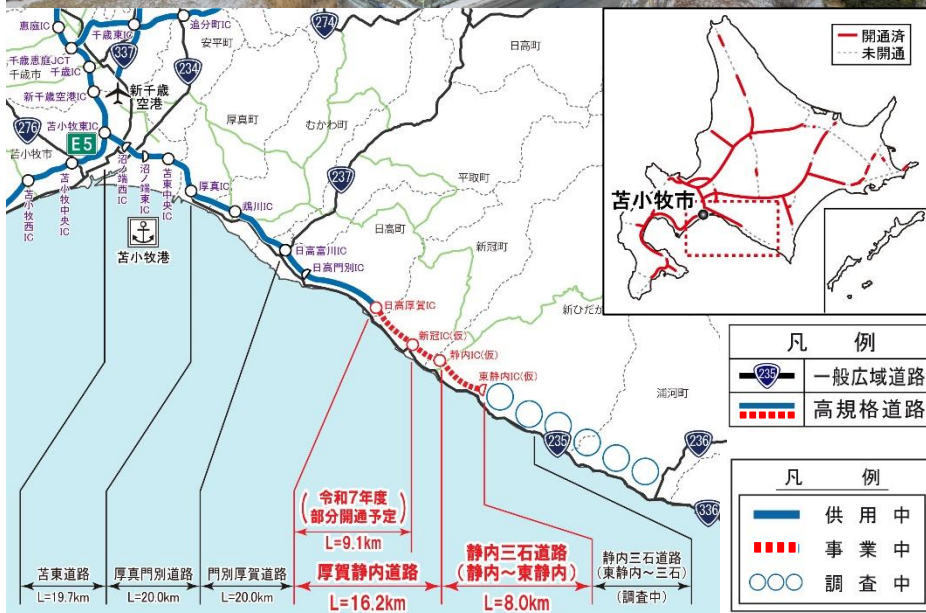 恵庭IC
千歳東IC
追分町IC
274
337
安平町
日高町
千歳恵庭JCT
千歳市
千歳IC
234
新千歳空港IC
新千歳
空港
厚真町
むかわ町
276
苫小牧東IC
E5
苫小牧市
苫小牧西IC
苫小牧中央IC
沼ノ端西IC
沼ノ端東IC
苫東中央IC
厚真IC
鵡川IC
237
平取町
苫小牧港
日高富川IC
日高町
新冠町
日高門別IC
日高厚賀IC
新冠IC(仮)
新ひだか
静内IC(仮)
東静内IC(仮)
浦河町
235
236
336
令和7年度
部分開通予定
L=9.1km
苫東道路
L=19.7km
厚真門別道路
L=20.0km
門別厚賀道路
L=20.0km
厚賀静内道路
L=16.2km
静内三石道路
(静内~東静内)
L=8.0km
静内三石道路
(東静内~三石)
(調査中)
開通済
未開通
苫小牧市
凡 例
235
一般広域道路
高規格道路
凡 例
供用中
事業中
調査中